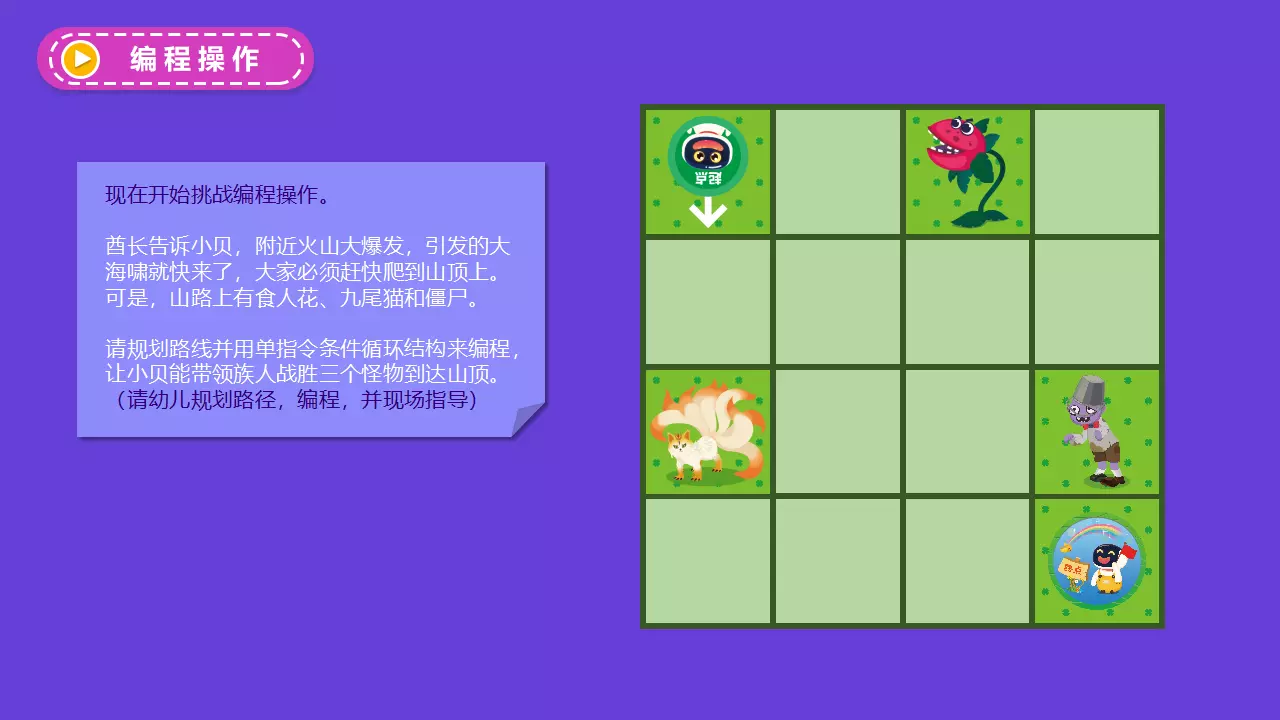 编程操作
现在开始挑战编程操作。
酋长告诉小贝，附近火山大爆发，引发的大
海啸就快来了，大家必须赶快爬到山顶上。
可是，山路上有食人花、九尾猫和僵尸。
请规划路线并用单指令条件循环结构来编程，
让小贝能带领族人战胜三个怪物到达山顶。
（请幼儿规划路径，编程，并现场指导）
起点
终点